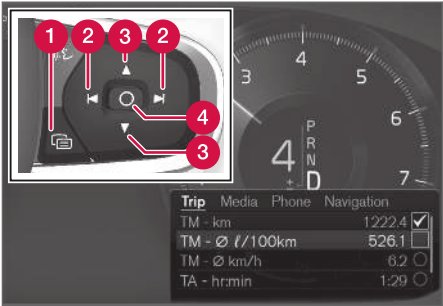 1 2 3 2
4
3
3 4 5 6 7
P
R
N
D
4
+
Trip Media Phone Navigation
TM - km 1222.4
TM - Ø ℓ/100km 526.1
TM - Ø km/h 6.2
TA - hr:min 1:29